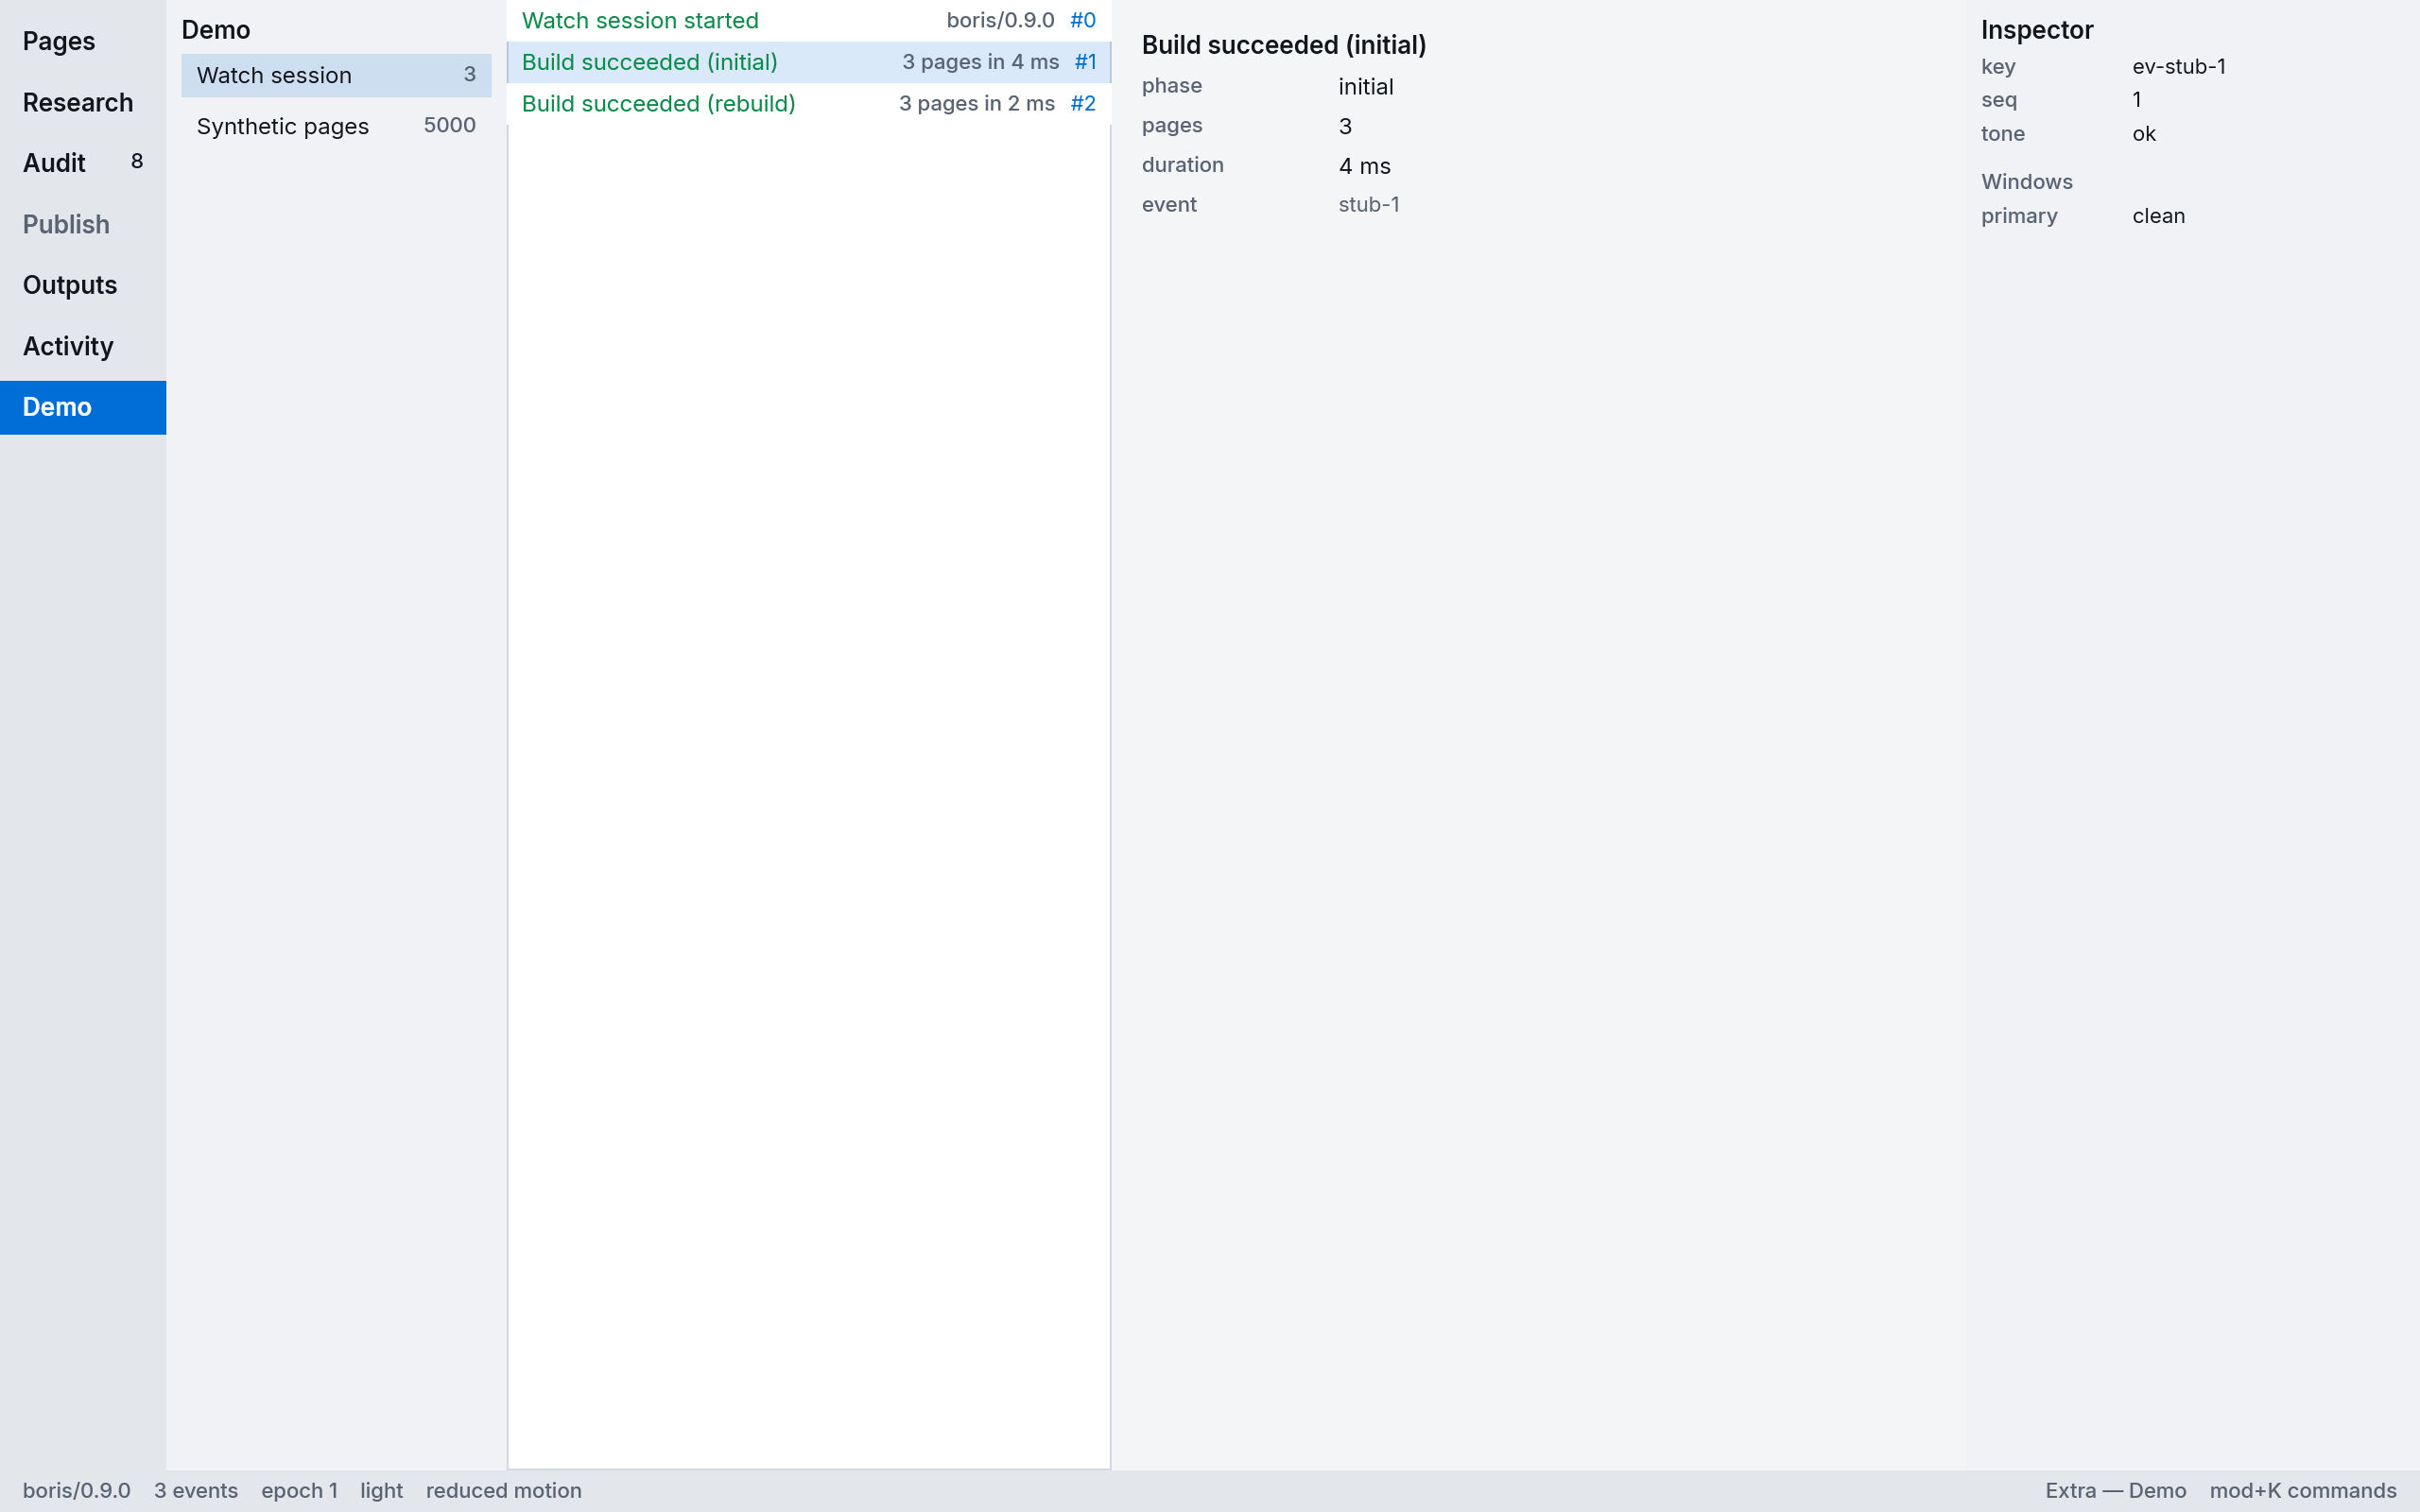 Pages
Research
Audit 8
Publish
Outputs
Activity
Demo
Demo
Watch session 3
Synthetic pages 5000
Watch session started boris/0.9.0 #0
Build succeeded (initial) 3 pages in 4 ms #1
Build succeeded (rebuild) 3 pages in 2 ms #2
Build succeeded (initial)
phase initial
pages 3
duration 4 ms
event stub-1
Inspector
key ev-stub-1
seq 1
tone ok
Windows
primary clean
boris/0.9.0 3 events epoch 1 light reduced motion Extra — Demo mod+K commands